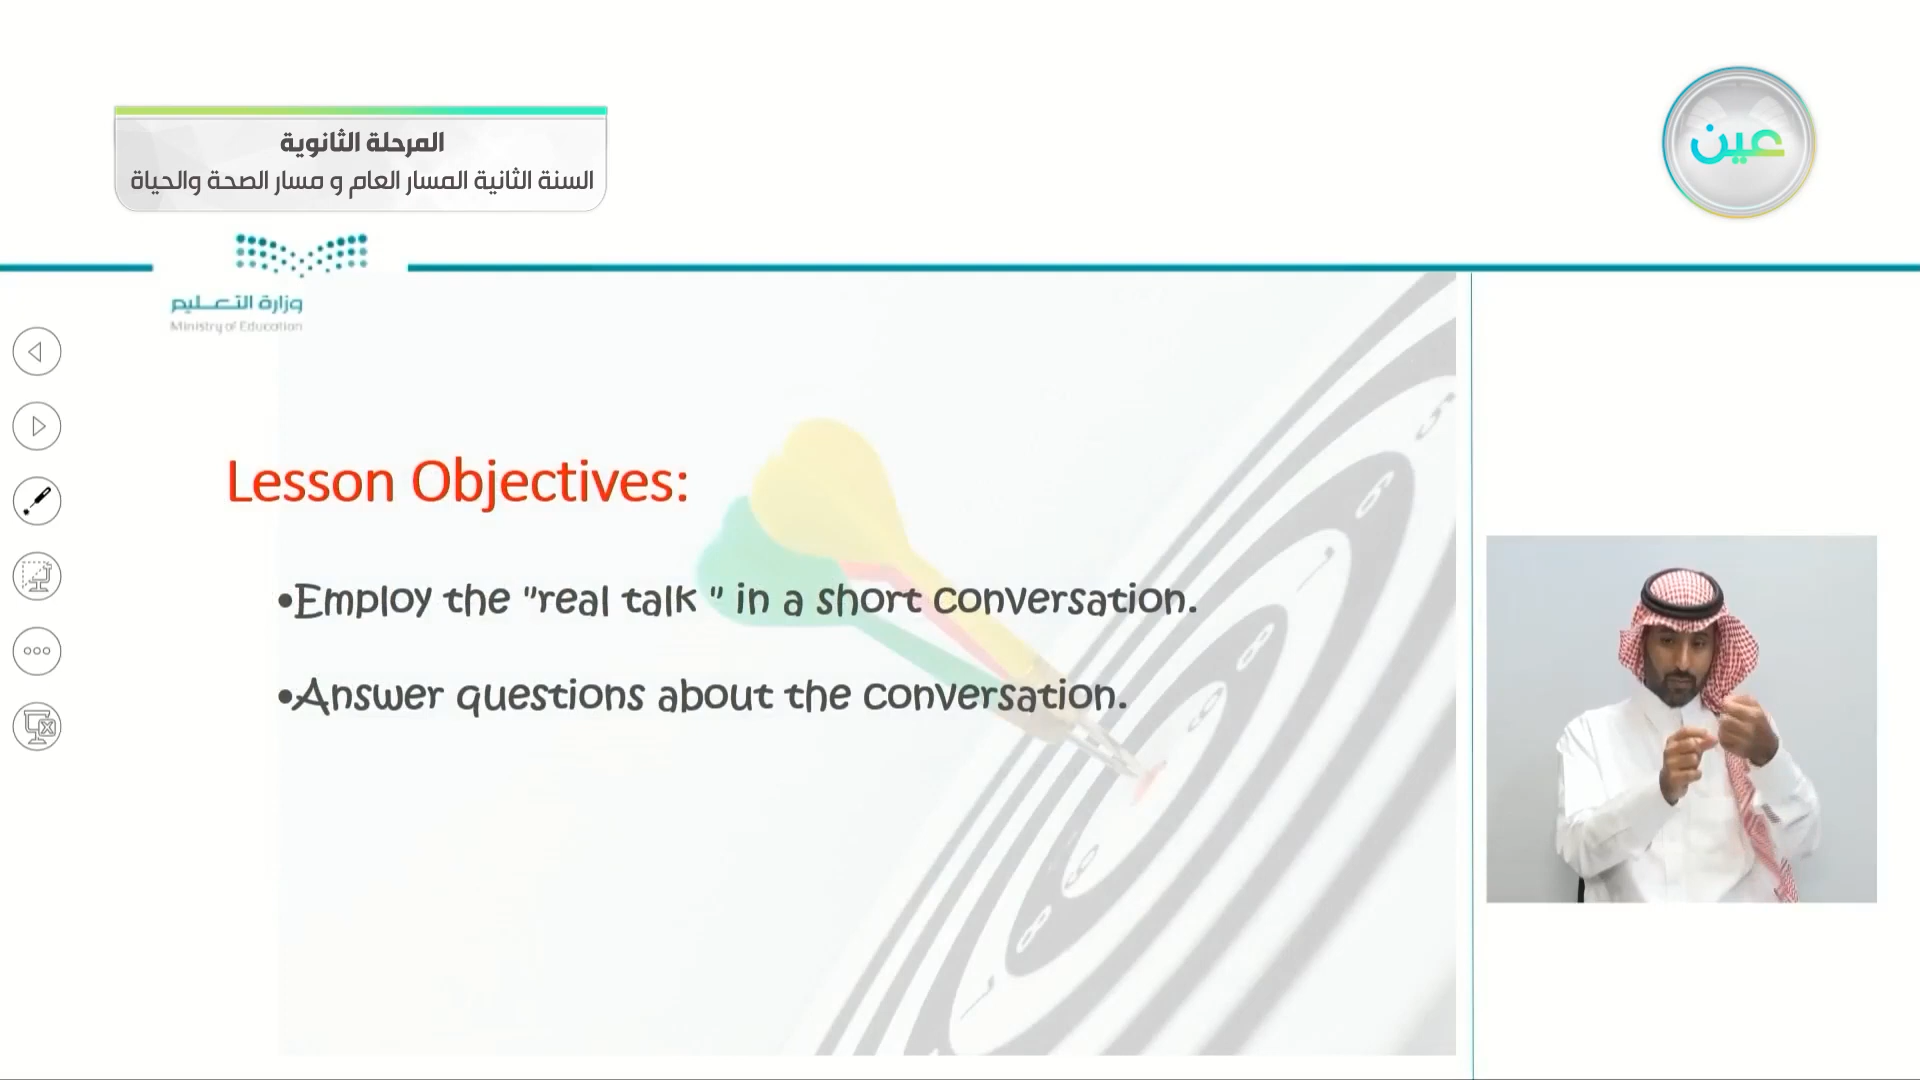 المرحلة الثانوية
السنة الثانية المسار العام و مسار الصحة والحياة
عين
وزارة التعليم
Ministry of Education
Lesson Objectives:
•Employ the "real talk " in a short conversation.
•Answer questions about the conversation.